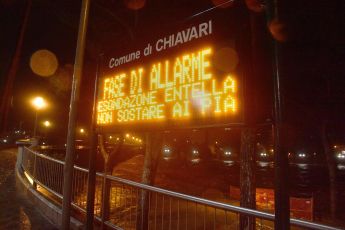 Comune di CHIAVARI
FASE DI ALLARME
ESONDAZIONE ENTELLA
NON SOSTARE AI PIA